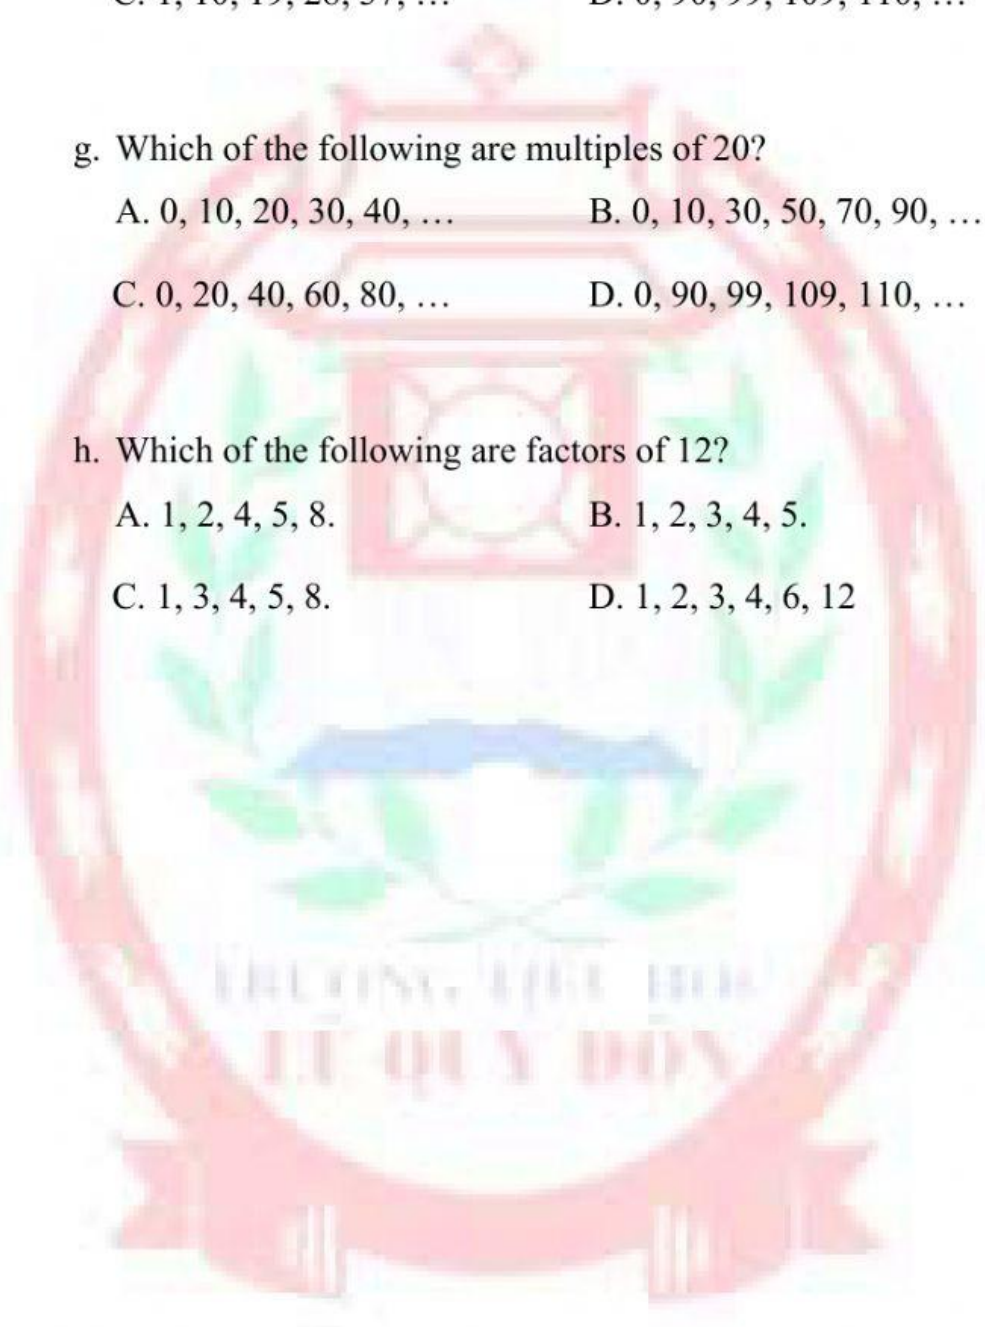 g. Which of the following are multiples of 20?
A. 0, 10, 20, 30, 40, … B. 0, 10, 30, 50, 70, 90, …
C. 0, 20, 40, 60, 80, … D. 0, 90, 99, 109, 110, …
h. Which of the following are factors of 12?
A. 1, 2, 4, 5, 8. B. 1, 2, 3, 4, 5.
C. 1, 3, 4, 5, 8. D. 1, 2, 3, 4, 6, 12
LÊ QUÝ ĐÔN